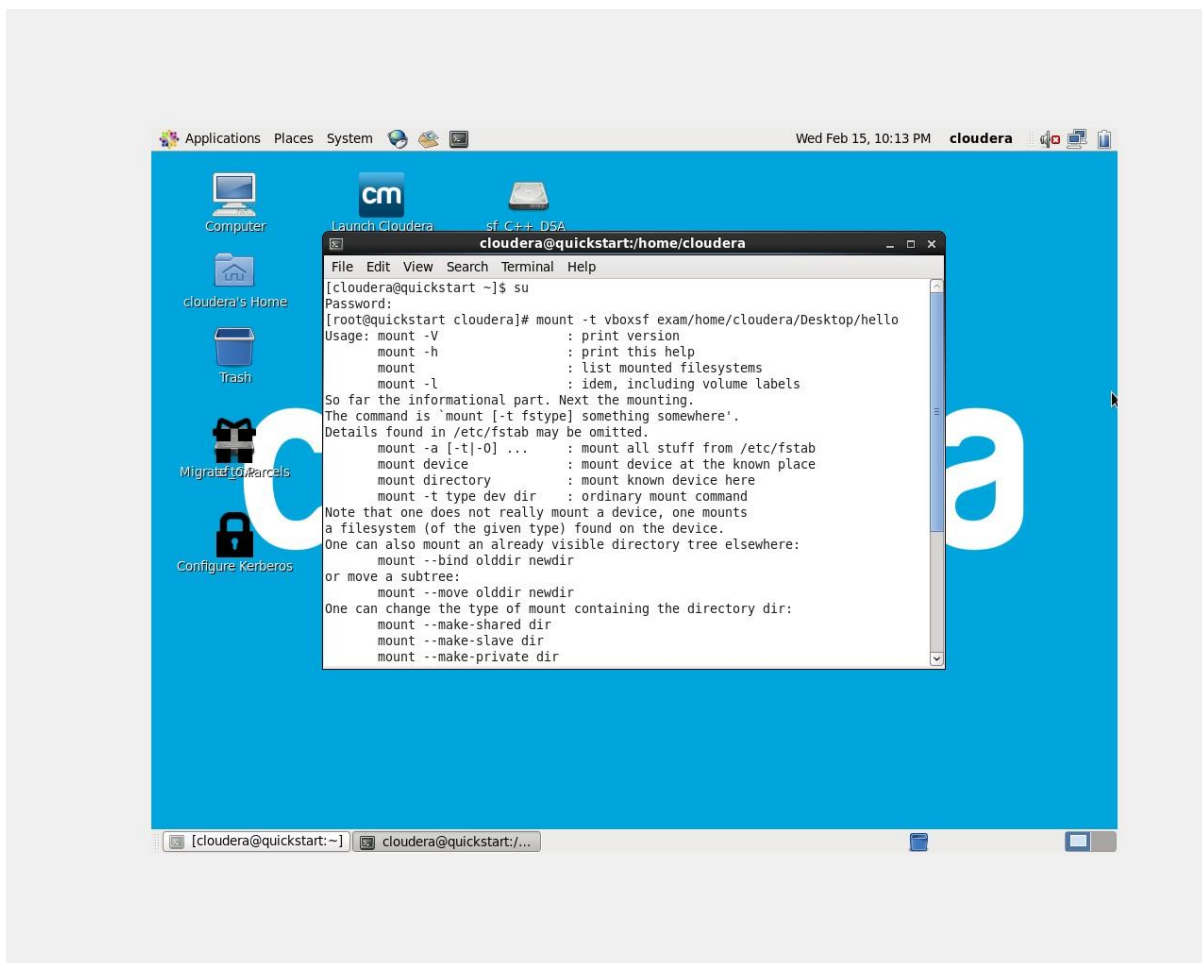 Applications Places System Wed Feb 15, 10:13 PM cloudera
Computer
cm
Launch Cloudera
sf_C++_DSA
cloudera's Home
Trash
Configure Kerberos
cloudera@quickstart:/home/cloudera
File Edit View Search Terminal Help
[cloudera@quickstart ~]$ su
Password:
[root@quickstart cloudera]# mount -t vboxsf exam/home/cloudera/Desktop/hello
Usage: mount -V                 : print version
       mount -h                 : print this help
       mount                    : list mounted filesystems
       mount -l                 : idem, including volume labels
So far the informational part. Next the mounting.
The command is `mount [-t fstype] something somewhere'.
Details found in /etc/fstab may be omitted.
       mount -a [-t|-O] ...     : mount all stuff from /etc/fstab
       mount device             : mount device at the known place
       mount directory          : mount known device here
       mount -t type dev dir    : ordinary mount command
Note that one does not really mount a device, one mounts
a filesystem (of the given type) found on the device.
One can also mount an already visible directory tree elsewhere:
       mount --bind olddir newdir
or move a subtree:
       mount --move olddir newdir
One can change the type of mount containing the directory dir:
       mount --make-shared dir
       mount --make-slave dir
       mount --make-private dir
[cloudera@quickstart:~] cloudera@quickstart:/...